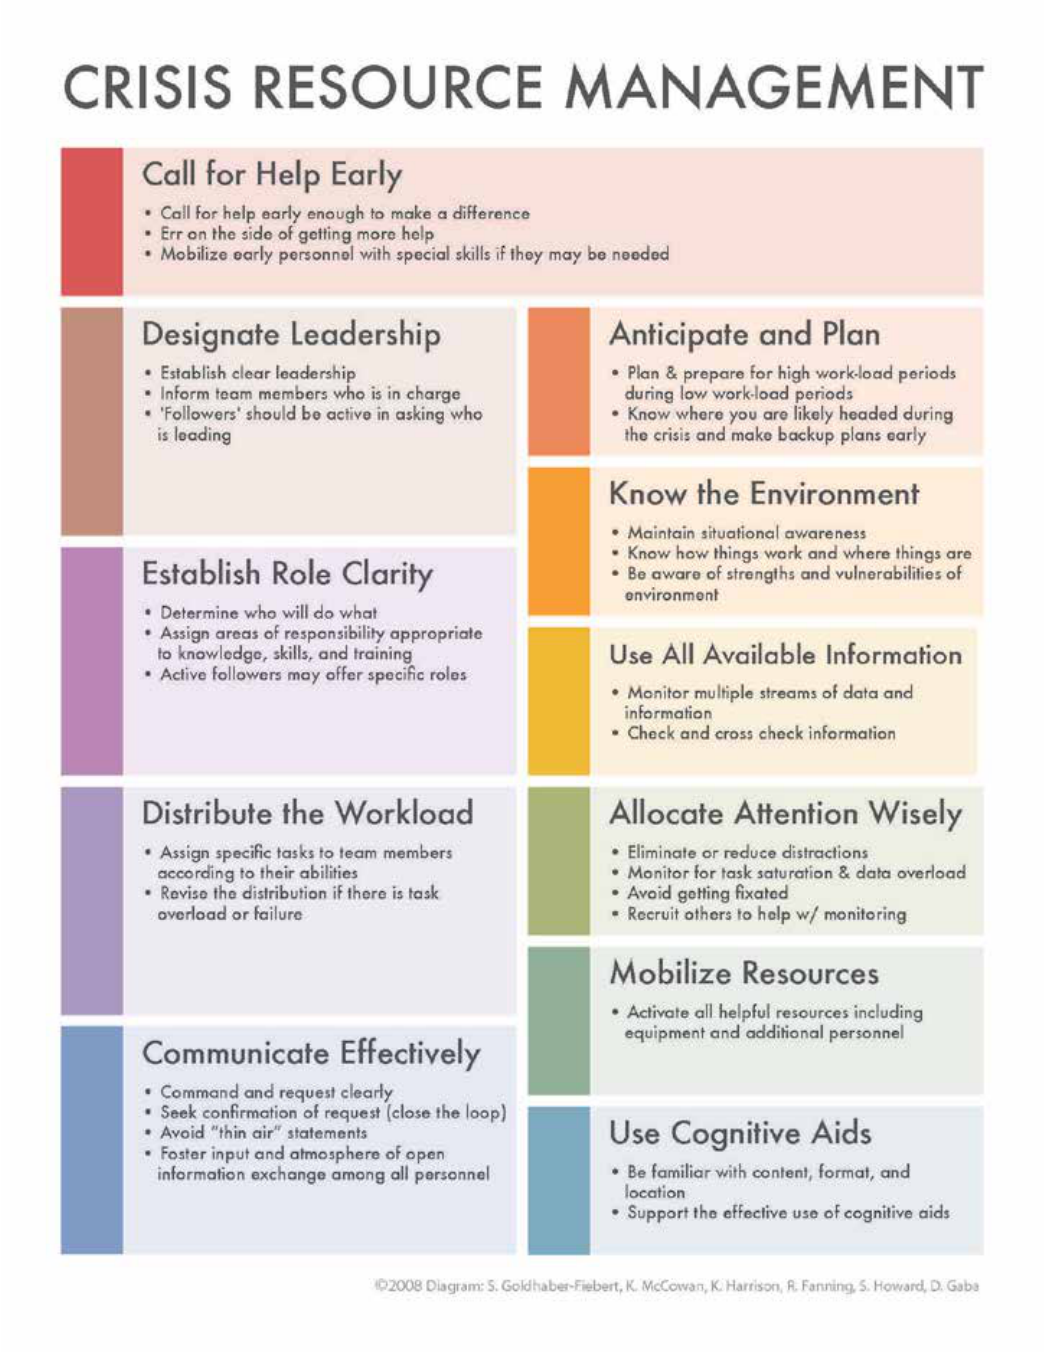 CRISIS RESOURCE MANAGEMENT
Call for Help Early
• Call for help early enough to make a difference
• Err on the side of getting more help
• Mobilize early personnel with special skills if they may be needed
Designate Leadership
• Establish clear leadership
• Inform team members who is in charge
• 'Followers' should be active in asking who
is leading
Establish Role Clarity
• Determine who will do what
• Assign areas of responsibility appropriate
to knowledge, skills, and training
• Active followers may offer specific roles
Distribute the Workload
• Assign specific tasks to team members
according to their abilities
• Revise the distribution if there is task
overload or failure
Communicate Effectively
• Command and request clearly
• Seek confirmation of request (close the loop)
• Avoid "thin air" statements
• Foster input and atmosphere of open
information exchange among all personnel
Anticipate and Plan
• Plan & prepare for high work-load periods
during low work-load periods
• Know where you are likely headed during
the crisis and make backup plans early
Know the Environment
• Maintain situational awareness
• Know how things work and where things are
• Be aware of strengths and vulnerabilities of
environment
Use All Available Information
• Monitor multiple streams of data and
information
• Check and cross check information
Allocate Attention Wisely
• Eliminate or reduce distractions
• Monitor for task saturation & data overload
• Avoid getting fixated
• Recruit others to help w/ monitoring
Mobilize Resources
• Activate all helpful resources including
equipment and additional personnel
Use Cognitive Aids
• Be familiar with content, format, and
location
• Support the effective use of cognitive aids
©2008 Diagram: S. Goldhaber-Fiebert, K. McCowan, K. Harrison, R. Fanning, S. Howard, D. Gaba